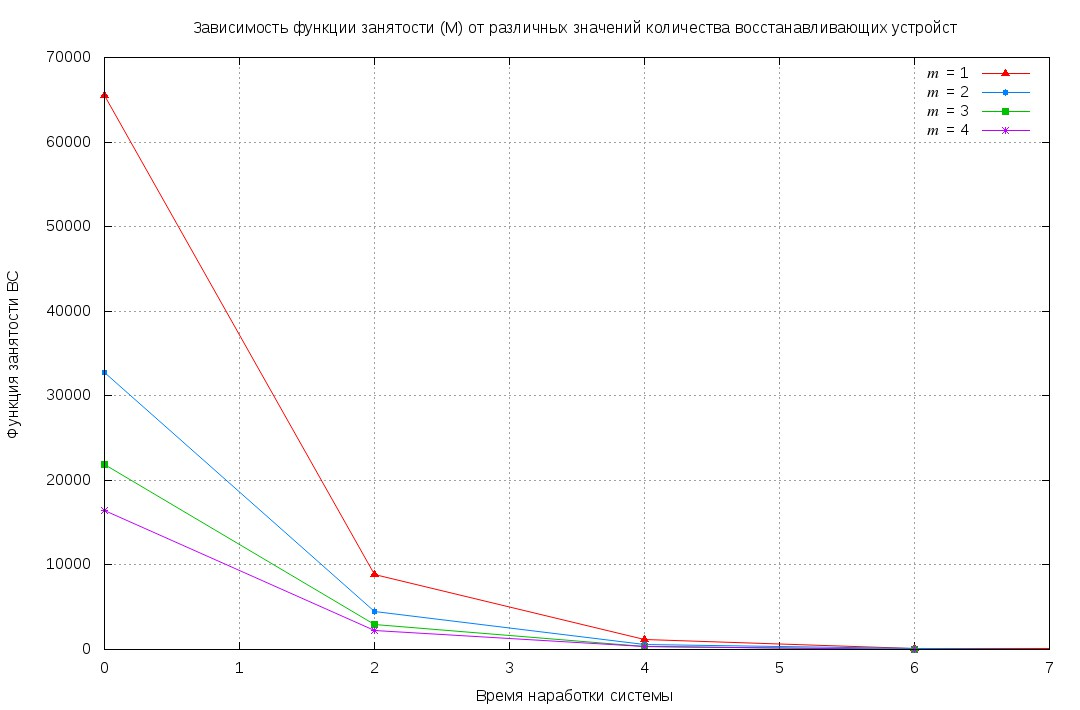 Зависимость функции занятости (М) от различных значений количества восстанавливающих устройст
70000
60000
50000
40000
30000
20000
10000
0
Функция занятости ВС
m = 1
m = 2
m = 3
m = 4
0 1 2 3 4 5 6 7
Время наработки системы